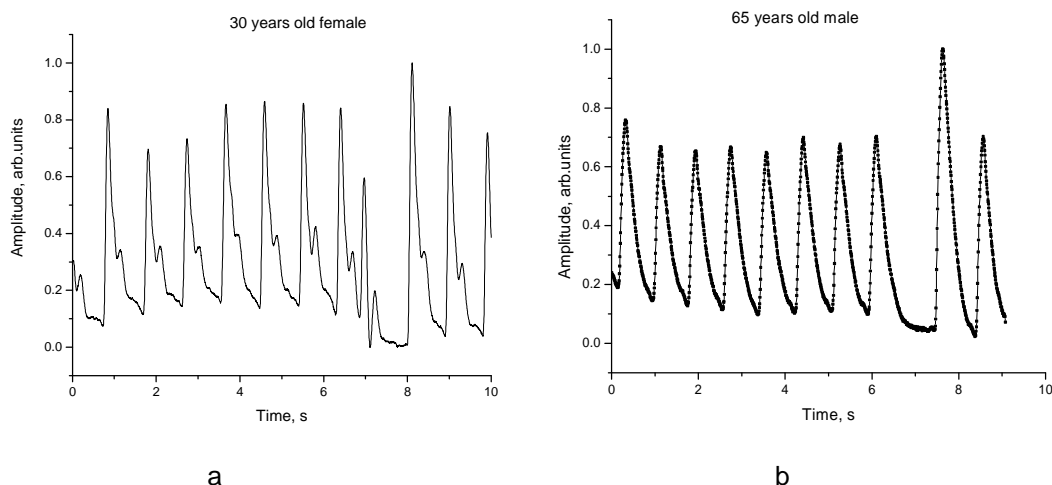 30 years old female
1.0
0.8
0.6
0.4
0.2
0.0
Amplitude, arb.units
0 2 4 6 8 10
Time, s
a
65 years old male
1.0
0.8
0.6
0.4
0.2
0.0
Amplitude, arb.units
0 2 4 6 8 10
Time, s
b